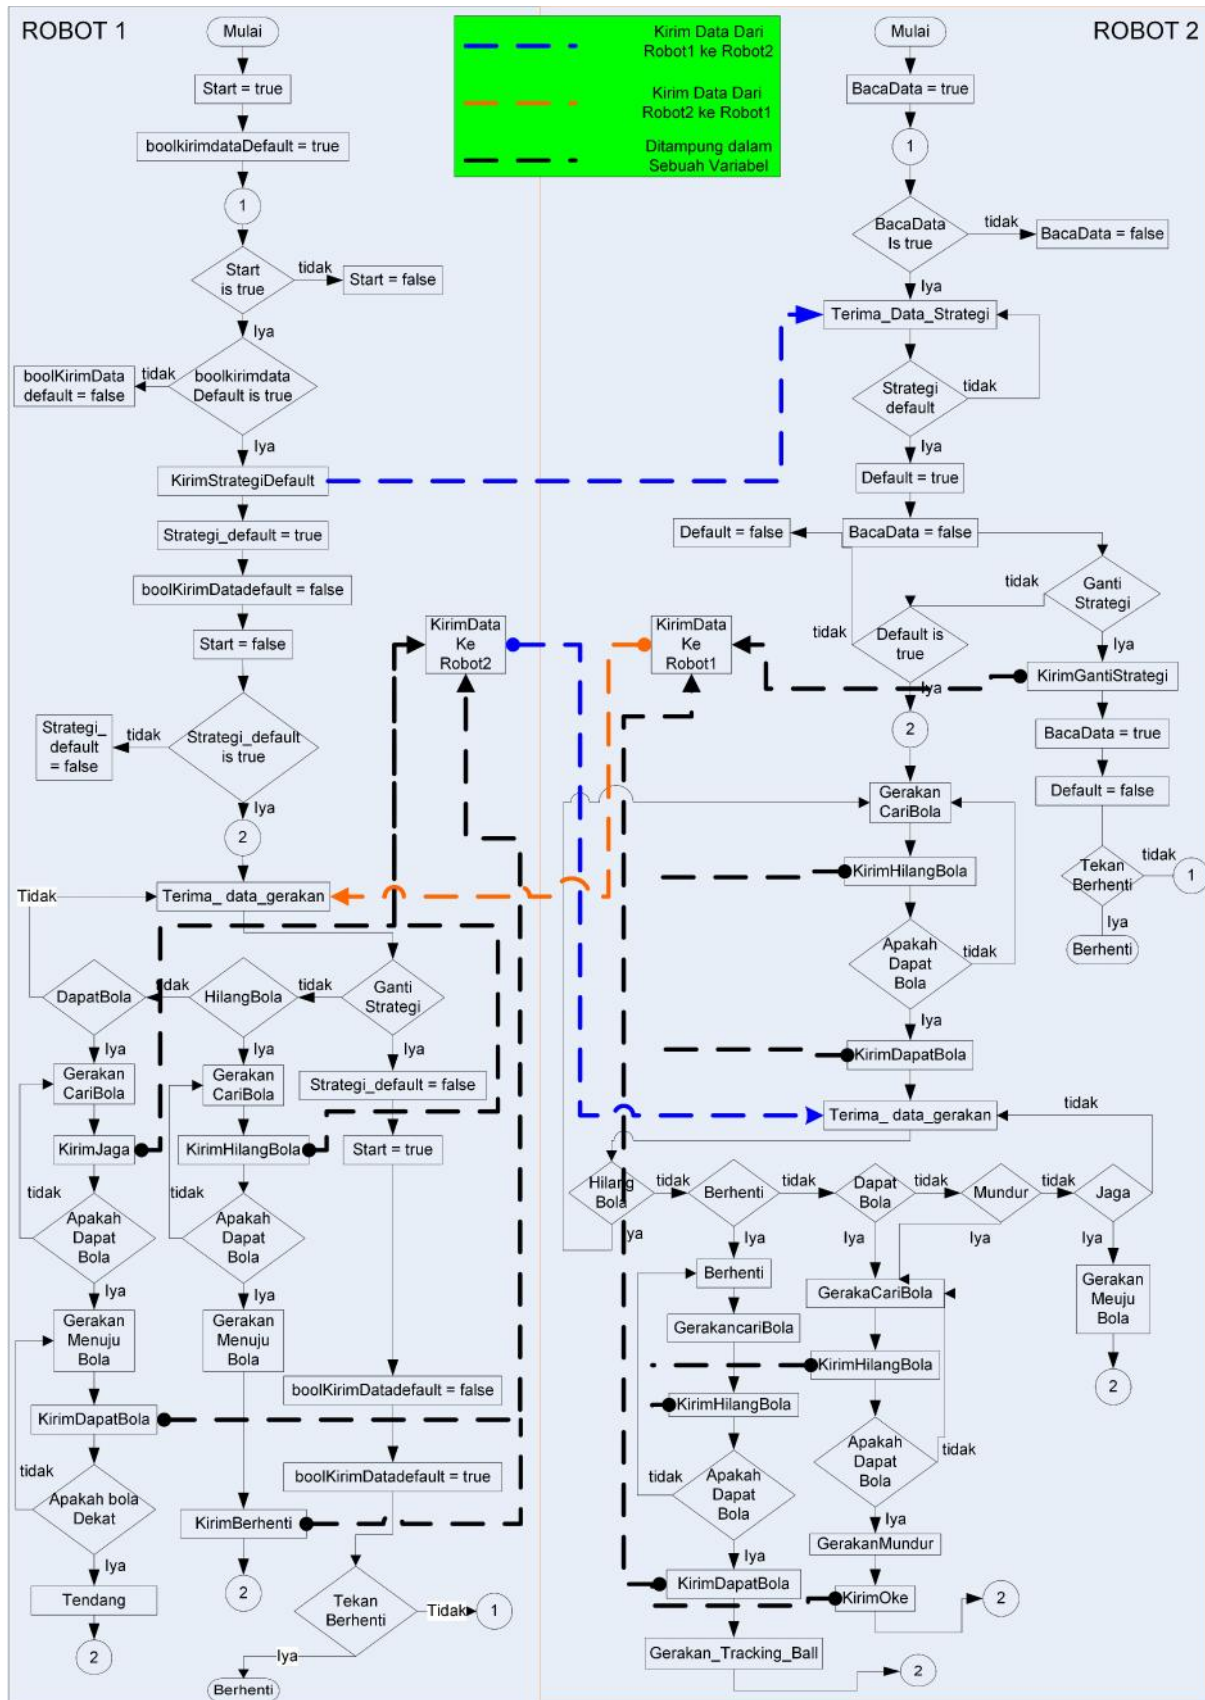 ROBOT 1
Mulai
Start = true
boolkirimdataDefault = true
1
Start
is true
tidak
Start = false
Iya
boolkirimdata
Default is true
tidak
boolKirimData
default = false
Iya
KirimStrategiDefault
Strategi_default = true
boolKirimDatadefault = false
Start = false
Strategi_default
is true
tidak
Strategi_
default
= false
Iya
2
Terima_ data_gerakan
Tidak
Ganti
Strategi
tidak
HilangBola
tidak
DapatBola
Iya
Iya
Iya
Gerakan
CariBola
KirimJaga
tidak
Apakah
Dapat
Bola
Iya
Gerakan
Menuju
Bola
KirimDapatBola
tidak
Apakah bola
Dekat
Iya
Tendang
2
Gerakan
CariBola
KirimHilangBola
tidak
Apakah
Dapat
Bola
Iya
Gerakan
Menuju
Bola
KirimBerhenti
2
Strategi_default = false
Start = true
boolKirimDatadefault = false
boolKirimDatadefault = true
Tekan
Berhenti
Tidak
1
Iya
Berhenti
KirimData
Ke
Robot2
Kirim Data Dari
Robot1 ke Robot2
Kirim Data Dari
Robot2 ke Robot1
Ditampung dalam
Sebuah Variabel
ROBOT 2
Mulai
BacaData = true
1
BacaData
Is true
tidak
BacaData = false
Iya
Terima_Data_Strategi
Strategi
default
tidak
Iya
Default = true
BacaData = false
Default = false
Ganti
Strategi
tidak
Default is
true
tidak
Iya
Iya
KirimGantiStrategi
BacaData = true
Default = false
Tekan
Berhenti
tidak
1
Iya
Berhenti
KirimData
Ke
Robot1
2
Gerakan
CariBola
KirimHilangBola
Apakah
Dapat
Bola
tidak
Iya
KirimDapatBola
Terima_ data_gerakan
tidak
Hilang
Bola
tidak
Berhenti
tidak
Dapat
Bola
tidak
Mundur
tidak
Jaga
Iya
Iya
Iya
Iya
Iya
Berhenti
GerakancariBola
KirimHilangBola
tidak
Apakah
Dapat
Bola
Iya
KirimDapatBola
Gerakan_Tracking_Ball
2
GerakaCariBola
KirimHilangBola
Apakah
Dapat
Bola
tidak
Iya
GerakanMundur
KirimOke
2
Gerakan
Meuju
Bola
2